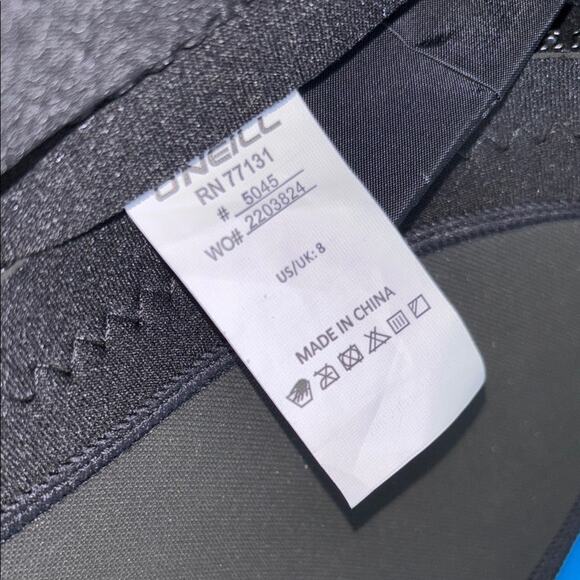 O'NEILL
RN 77131
# 5045
WO# 2203824
US/UK: 8
MADE IN CHINA